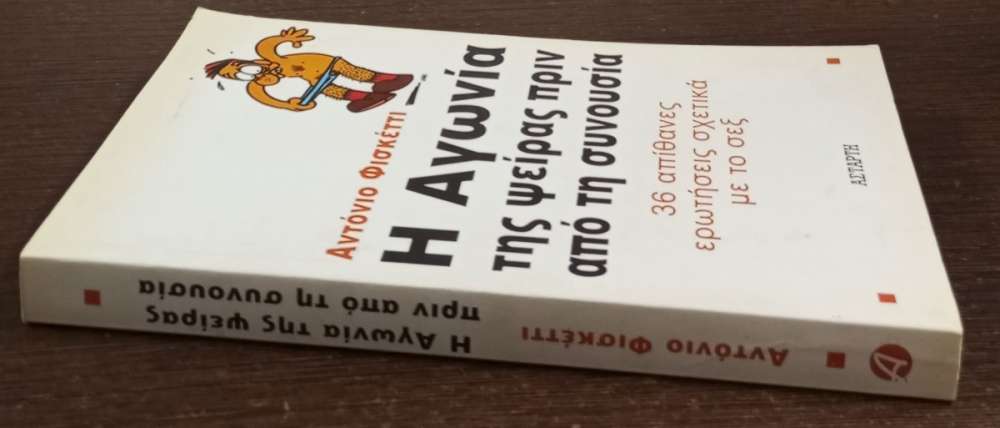 Αντόνιο Φισκέττι
Η Αγωνία
της ψείρας πριν
από τη συνουσία
36 απίθανες
ερωτήσεις σχετικά
με το σεξ
ΑΣΤΑΡΤΗ
Αντόνιο Φισκέττι
Η Αγωνία της ψείρας
πριν από τη συνουσία